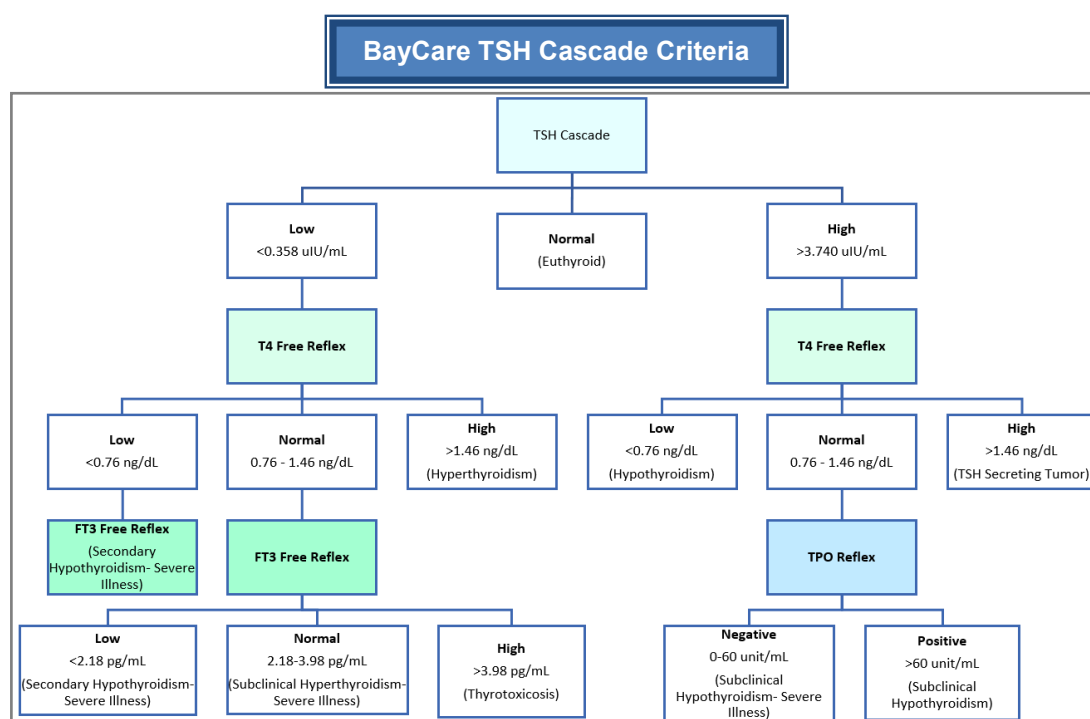 BayCare TSH Cascade Criteria
TSH Cascade
Low
<0.358 uIU/mL
Normal
(Euthyroid)
High
>3.740 uIU/mL
T4 Free Reflex
T4 Free Reflex
Low
<0.76 ng/dL
Normal
0.76 - 1.46 ng/dL
High
>1.46 ng/dL
(Hyperthyroidism)
Low
<0.76 ng/dL
(Hypothyroidism)
Normal
0.76 - 1.46 ng/dL
High
>1.46 ng/dL
(TSH Secreting Tumor)
FT3 Free Reflex
(Secondary
Hypothyroidism- Severe
Illness)
FT3 Free Reflex
TPO Reflex
Low
<2.18 pg/mL
(Secondary Hypothyroidism-
Severe Illness)
Normal
2.18-3.98 pg/mL
(Subclinical Hyperthyroidism-
Severe Illness)
High
>3.98 pg/mL
(Thyrotoxicosis)
Negative
0-60 unit/mL
(Subclinical
Hypothyroidism- Severe
Illness)
Positive
>60 unit/mL
(Subclinical
Hypothyroidism)